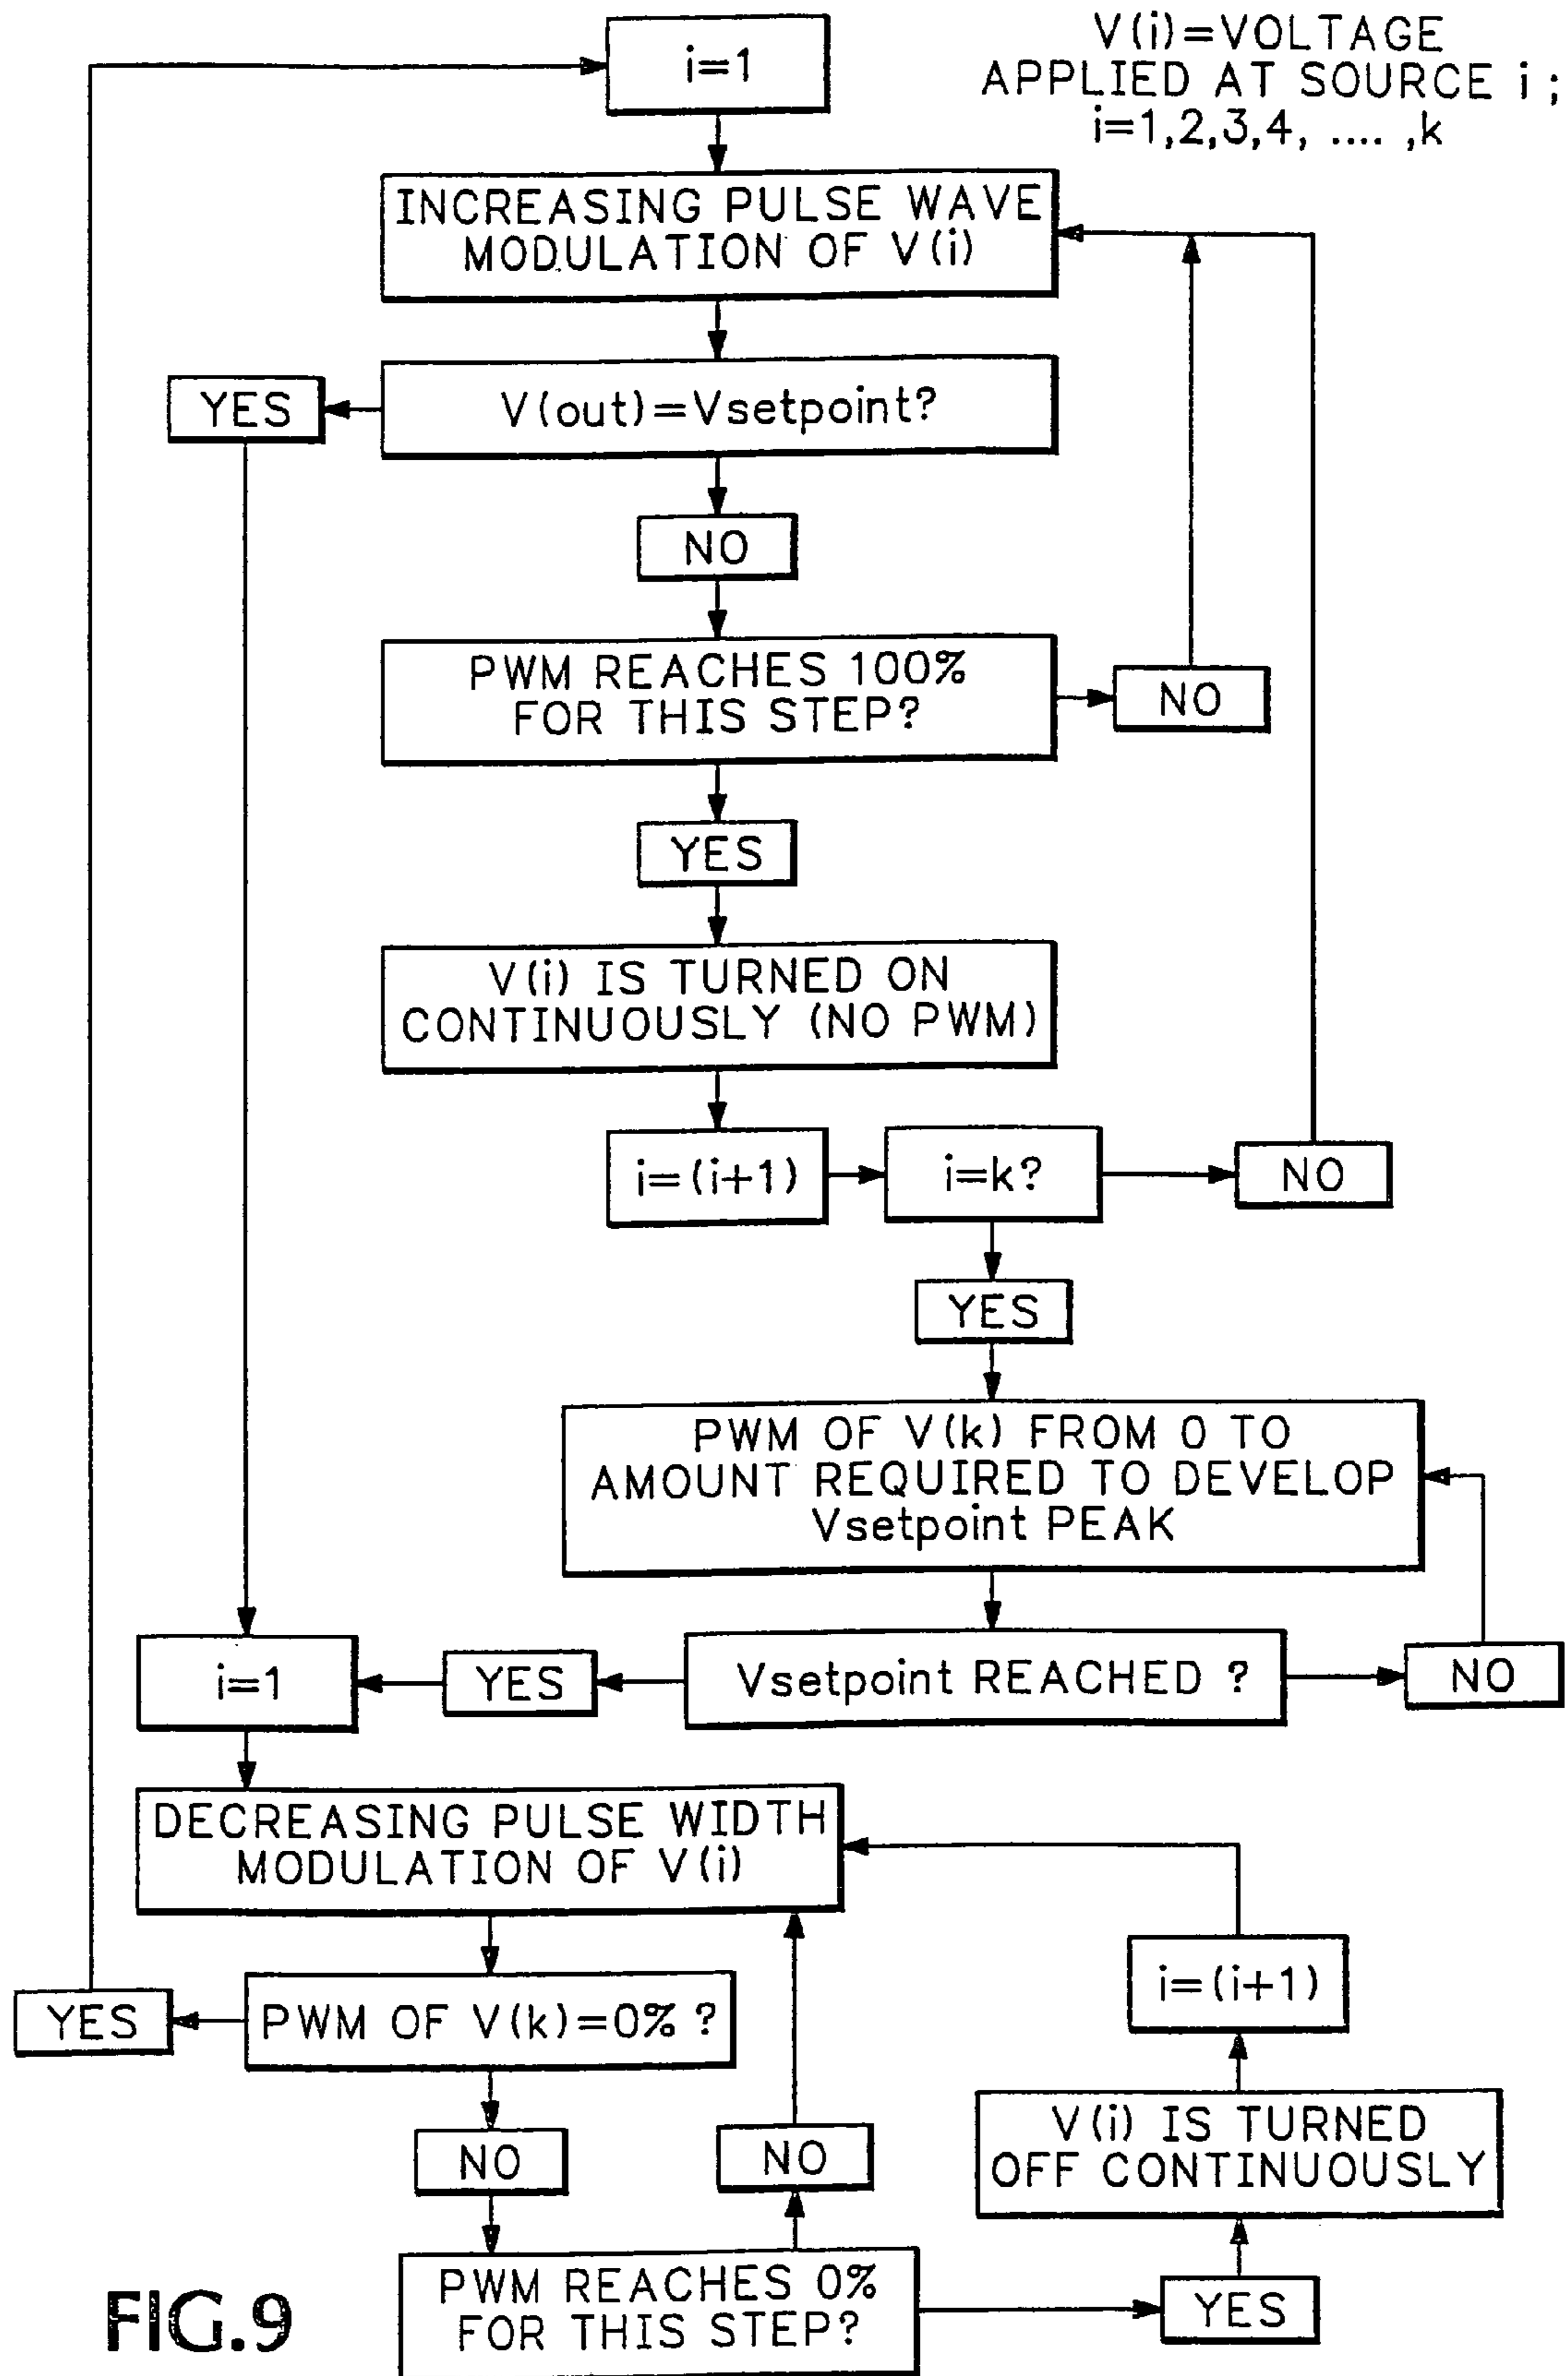 V(i)=VOLTAGE
APPLIED AT SOURCE i ;
i=1,2,3,4, .... ,k
i=1
INCREASING PULSE WAVE
MODULATION OF V(i)
V(out)=Vsetpoint?
YES
NO
PWM REACHES 100%
FOR THIS STEP?
NO
YES
V(i) IS TURNED ON
CONTINUOUSLY (NO PWM)
i=(i+1)
i=k?
NO
YES
PWM OF V(k) FROM 0 TO
AMOUNT REQUIRED TO DEVELOP
Vsetpoint PEAK
Vsetpoint REACHED ?
NO
YES
i=1
DECREASING PULSE WIDTH
MODULATION OF V(i)
PWM OF V(k)=0% ?
YES
NO
PWM REACHES 0%
FOR THIS STEP?
NO
YES
V(i) IS TURNED
OFF CONTINUOUSLY
i=(i+1)
FIG.9